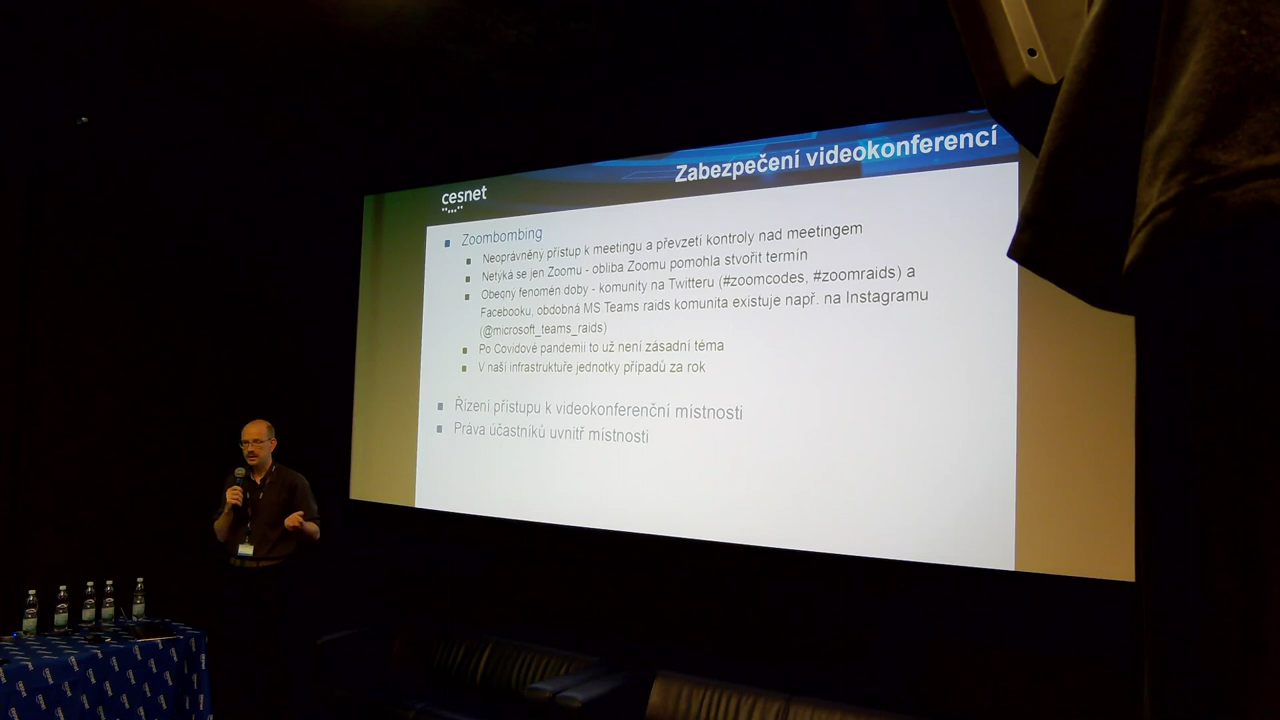 Zabezpečení videokonferencí
cesnet
Zoombombing
Neoprávněný přístup k meetingu a převzetí kontroly nad meetingem
Netýká se jen Zoomu - obliba Zoomu pomohla stvořit termín
Obecný fenomén doby - komunity na Twitteru (#zoomcodes, #zoomraids) a
Facebooku, obdobná MS Teams raids komunita existuje např. na Instagramu
(@microsoft_teams_raids)
Po Covidové pandemii to už není zásadní téma
V naší infrastruktuře jednotky případů za rok
Řízení přístupu k videokonferenční místnosti
Práva účastníků uvnitř místnosti